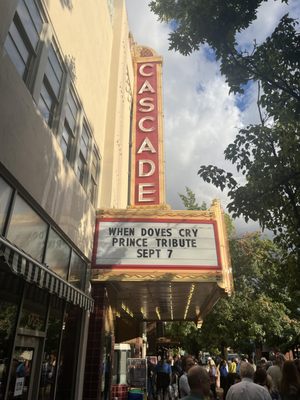 CASCADE
WHEN DOVES CRY
PRINCE TRIBUTE
SEPT 7